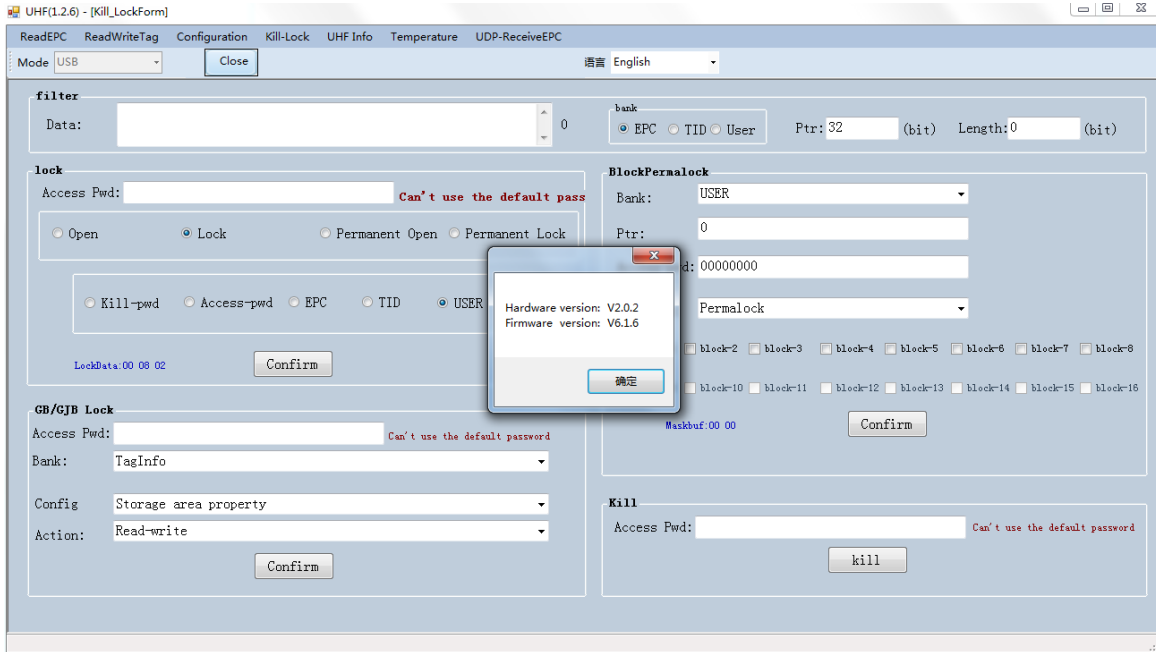 UHF(1.2.6) - [Kill_LockForm]
ReadEPC ReadWriteTag Configuration Kill-Lock UHF Info Temperature UDP-ReceiveEPC
Mode USB Close 语言 English
filter
Data: 0
bank
EPC TID User Ptr: 32 (bit) Length: 0 (bit)
lock
Access Pwd: Can't use the default pass
Open Lock Permanent Open Permanent Lock
Kill-pwd Access-pwd EPC TID USER
LockData:00 08 02 Confirm
GB/GJB Lock
Access Pwd: Can't use the default password
Bank: TagInfo
Config Storage area property
Action: Read-write
Confirm
BlockPermalock
Bank: USER
Ptr: 0
d: 00000000
Permalock
block-2 block-3 block-4 block-5 block-6 block-7 block-8
block-10 block-11 block-12 block-13 block-14 block-15 block-16
Maskbuf:00 00 Confirm
Kill
Access Pwd: Can't use the default password
kill
Hardware version: V2.0.2
Firmware version: V6.1.6
确定